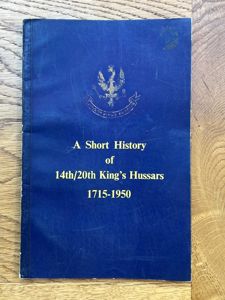 A Short History
of
14th/20th King's Hussars
1715-1950